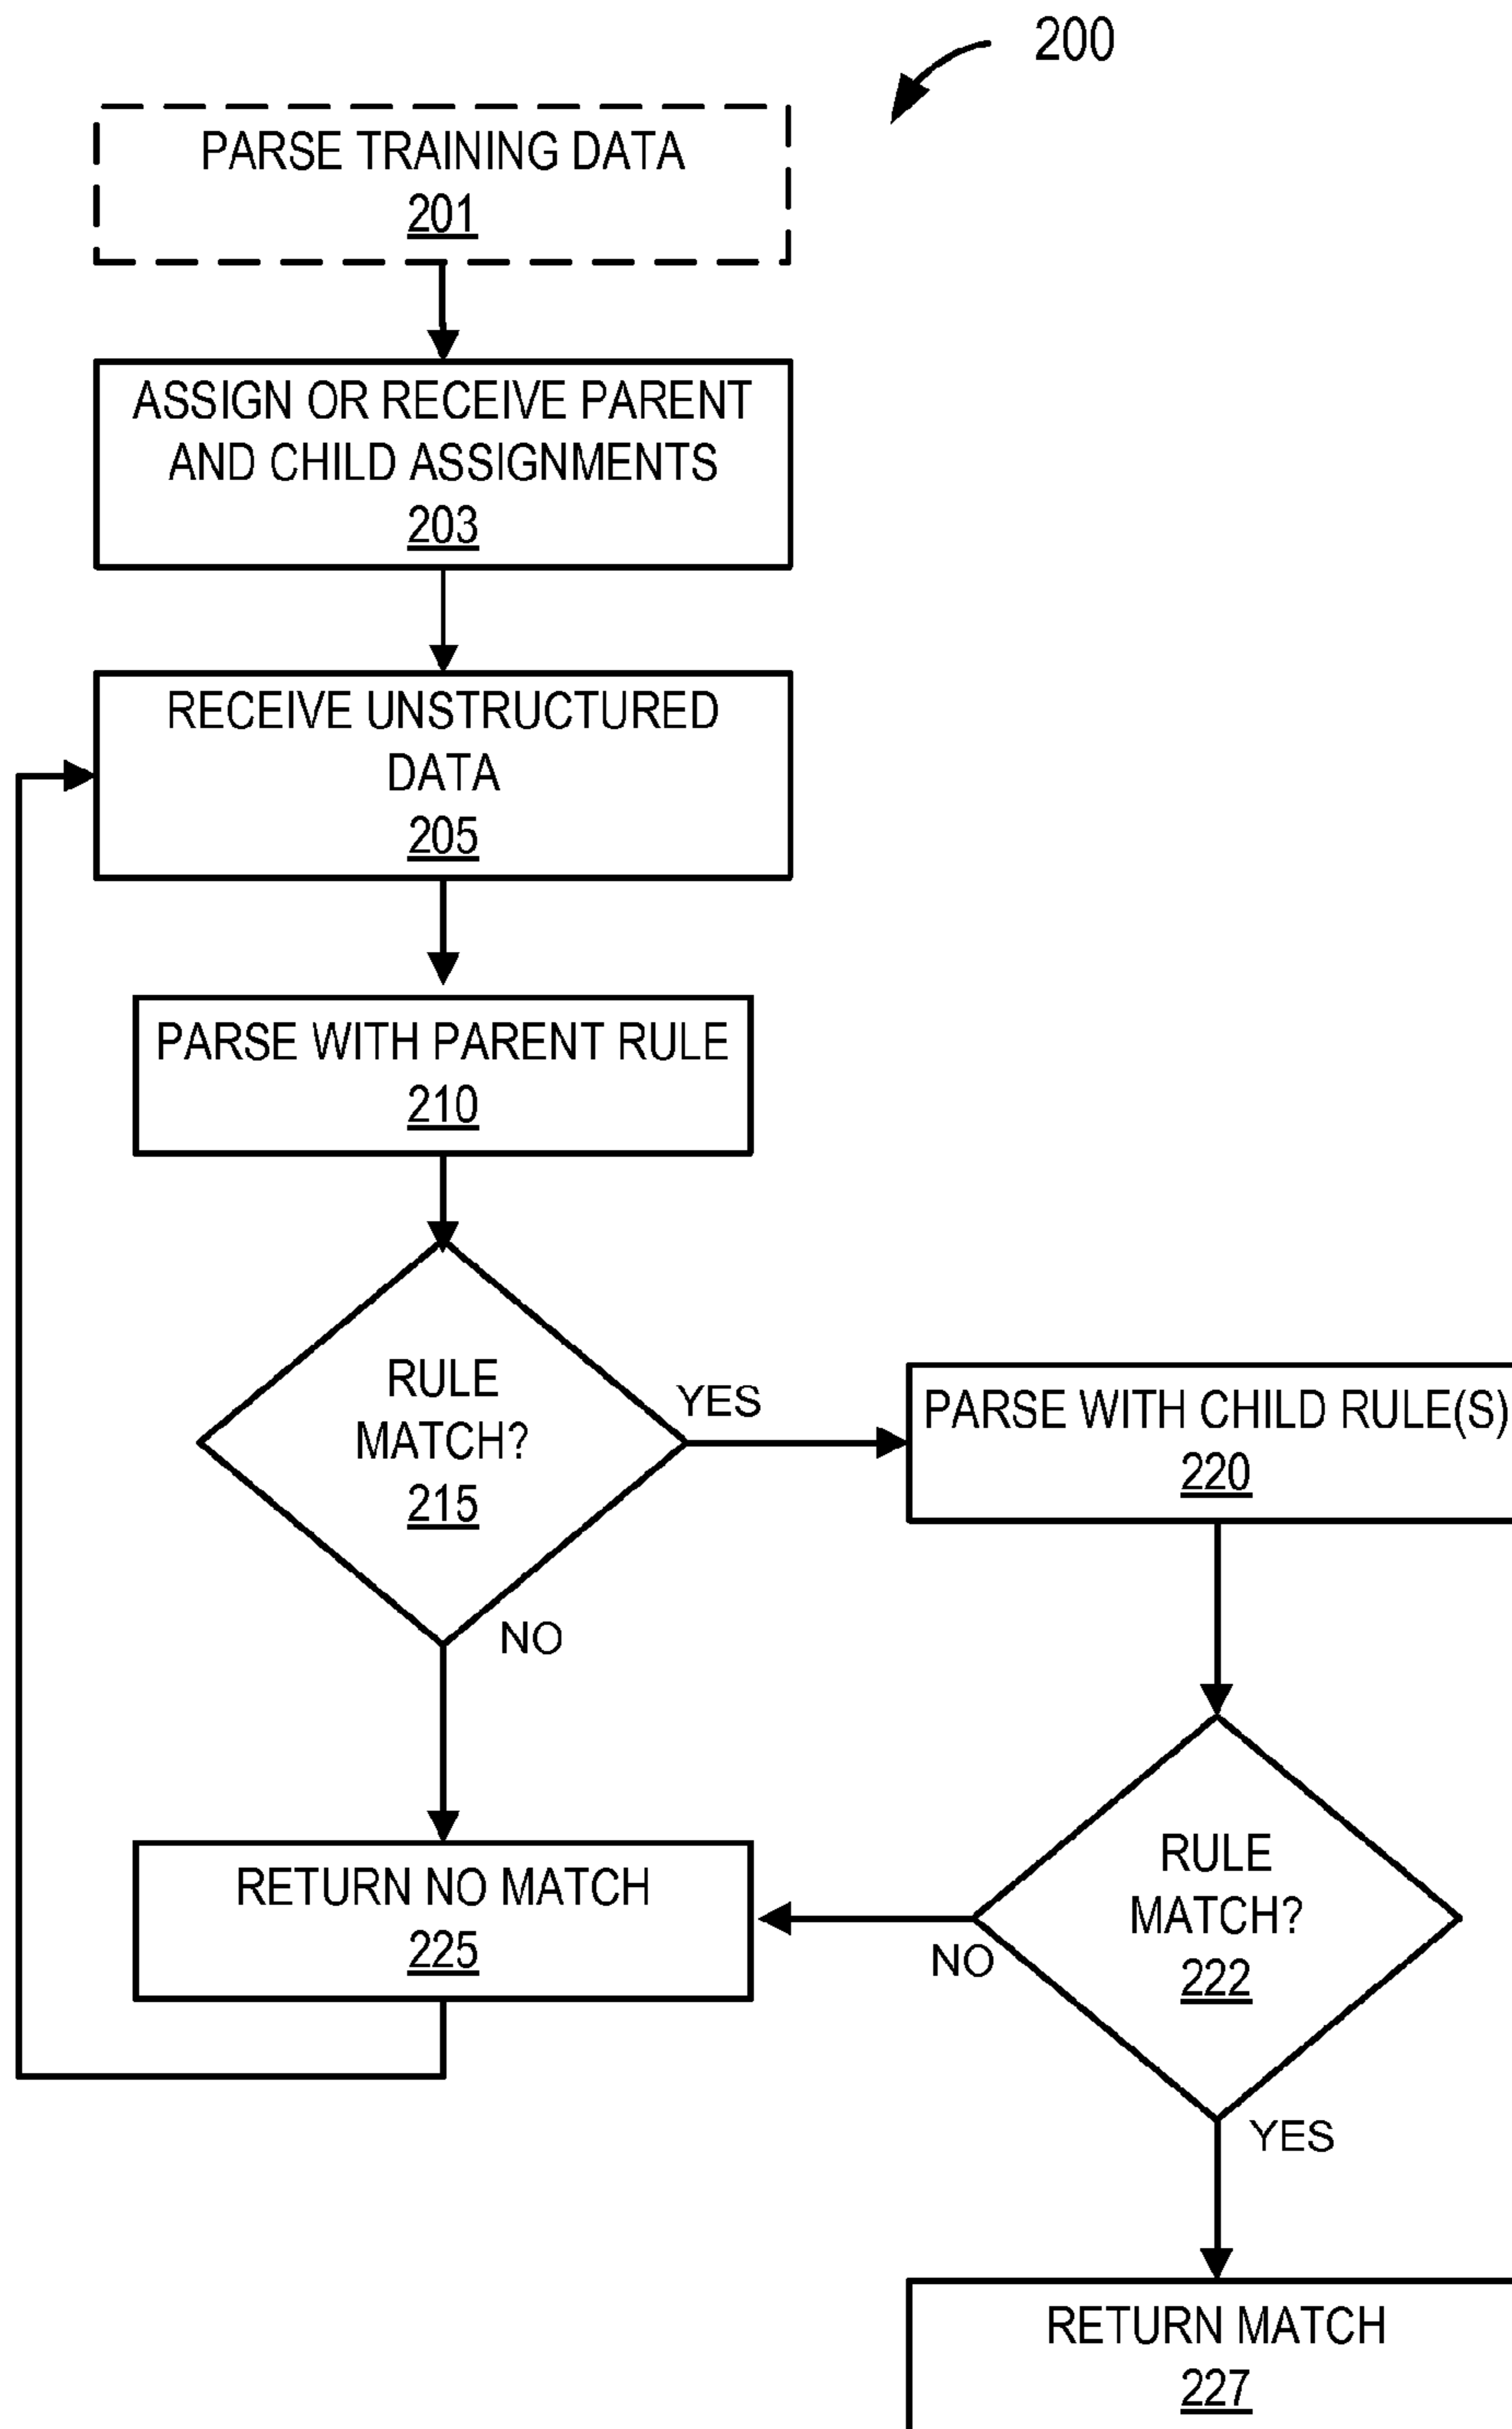 200
PARSE TRAINING DATA
201
ASSIGN OR RECEIVE PARENT
AND CHILD ASSIGNMENTS
203
RECEIVE UNSTRUCTURED
DATA
205
PARSE WITH PARENT RULE
210
RULE
MATCH?
215
YES
NO
PARSE WITH CHILD RULE(S)
220
RETURN NO MATCH
225
RULE
MATCH?
222
NO
YES
RETURN MATCH
227